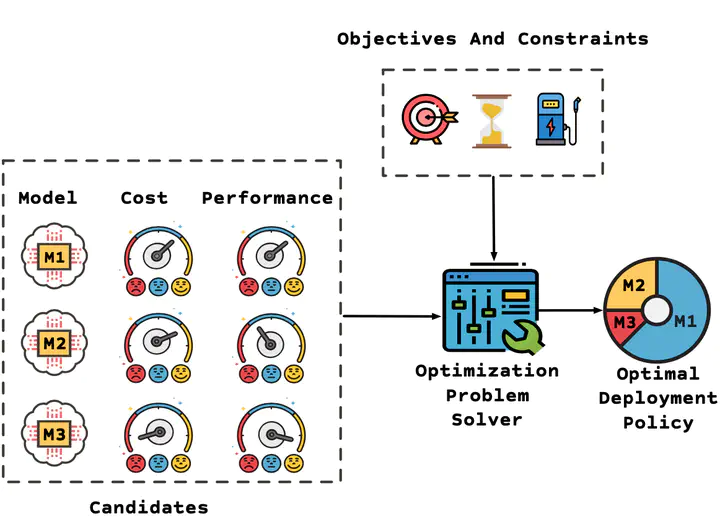 Objectives And Constraints
Model Cost Performance
M1
M2
M3
Candidates
Optimization
Problem
Solver
M2
M3
M1
Optimal
Deployment
Policy